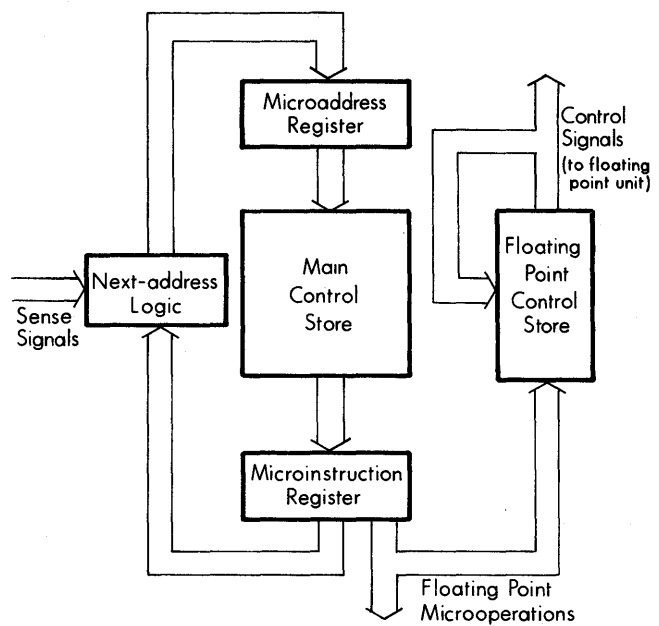 Microaddress
Register
Control
Signals
(to floating
point unit)
Next-address
Logic
Sense
Signals
Main
Control
Store
Floating
Point
Control
Store
Microinstruction
Register
Floating Point
Microoperations